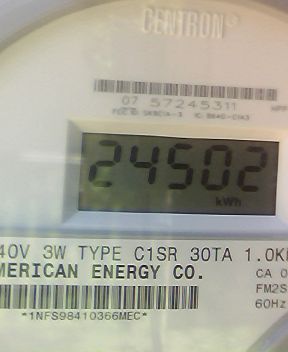 CENTRON®
07 57245311
24502
kWh
40V 3W TYPE C1SR 30TA 1.0K
MERICAN ENERGY CO.
CA 0
FM2S
60Hz
*1NFS98410366MEC*